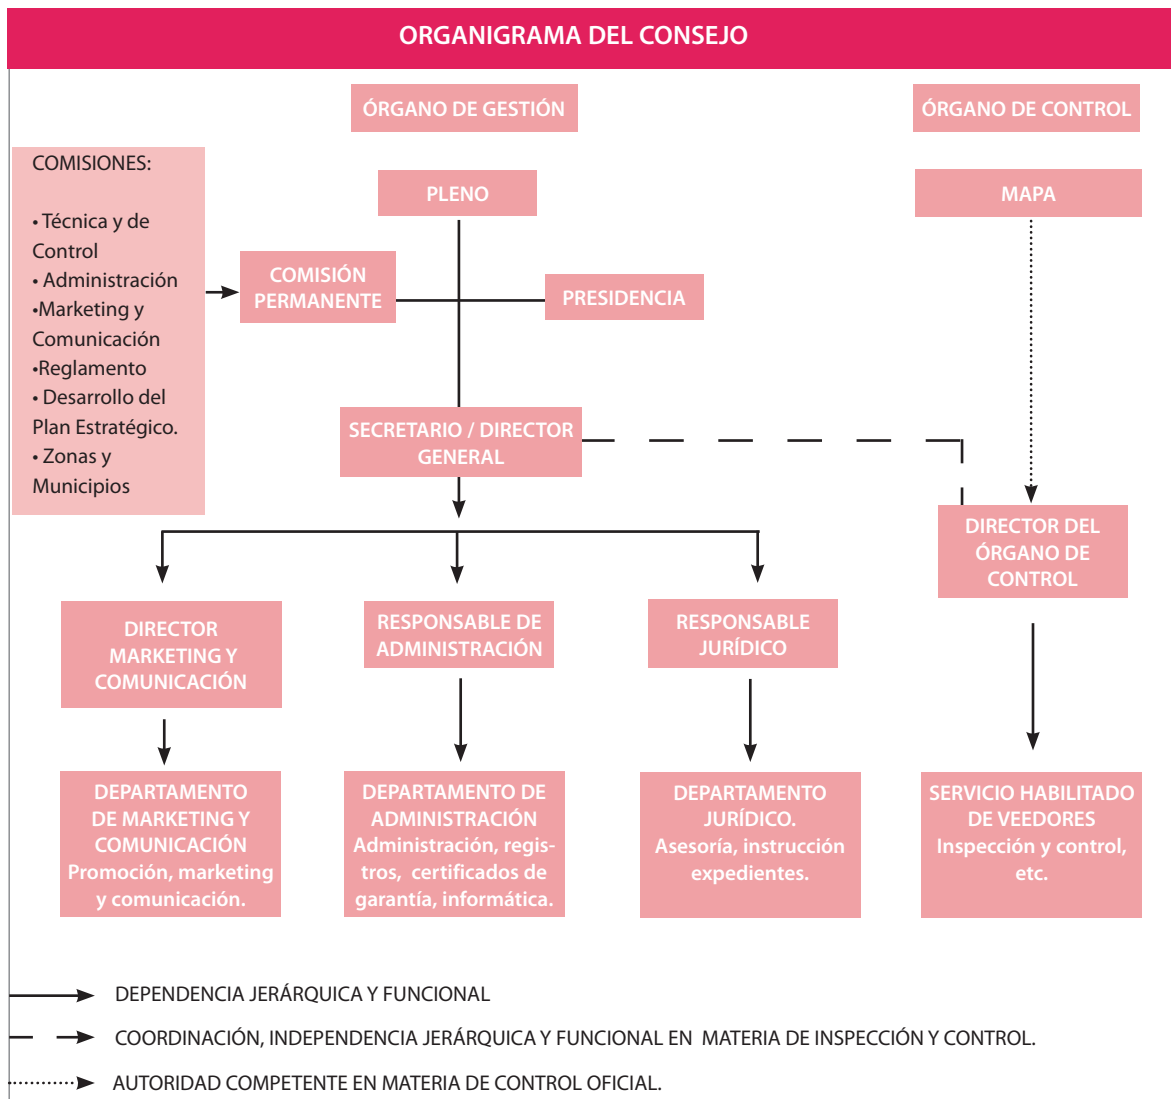 ORGANIGRAMA DEL CONSEJO
ÓRGANO DE GESTIÓN
ÓRGANO DE CONTROL
COMISIONES:
• Técnica y de
Control
• Administración
•Marketing y
Comunicación
•Reglamento
• Desarrollo del
Plan Estratégico.
• Zonas y
Municipios
PLENO
MAPA
COMISIÓN
PERMANENTE
PRESIDENCIA
SECRETARIO / DIRECTOR
GENERAL
DIRECTOR DEL
ÓRGANO DE
CONTROL
DIRECTOR
MARKETING Y
COMUNICACIÓN
RESPONSABLE DE
ADMINISTRACIÓN
RESPONSABLE
JURÍDICO
DEPARTAMENTO
DE MARKETING Y
COMUNICACIÓN
Promoción, marketing
y comunicación.
DEPARTAMENTO DE
ADMINISTRACIÓN
Administración, regis-
tros, certificados de
garantía, informática.
DEPARTAMENTO
JURÍDICO.
Asesoría, instrucción
expedientes.
SERVICIO HABILITADO
DE VEEDORES
Inspección y control,
etc.
DEPENDENCIA JERÁRQUICA Y FUNCIONAL
COORDINACIÓN, INDEPENDENCIA JERÁRQUICA Y FUNCIONAL EN MATERIA DE INSPECCIÓN Y CONTROL.
AUTORIDAD COMPETENTE EN MATERIA DE CONTROL OFICIAL.